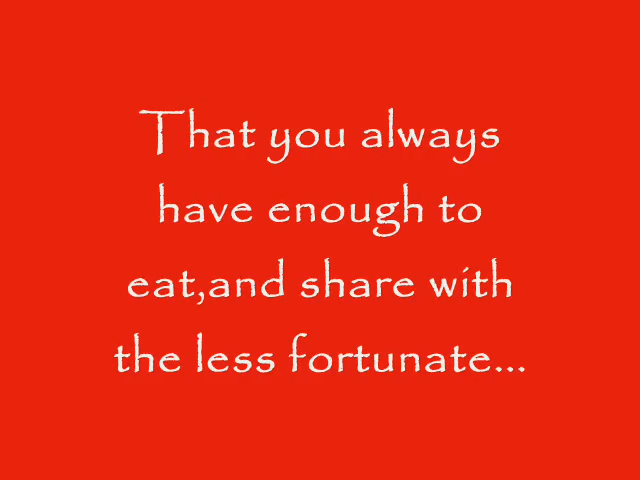 That you always
have enough to
eat,and share with
the less fortunate...